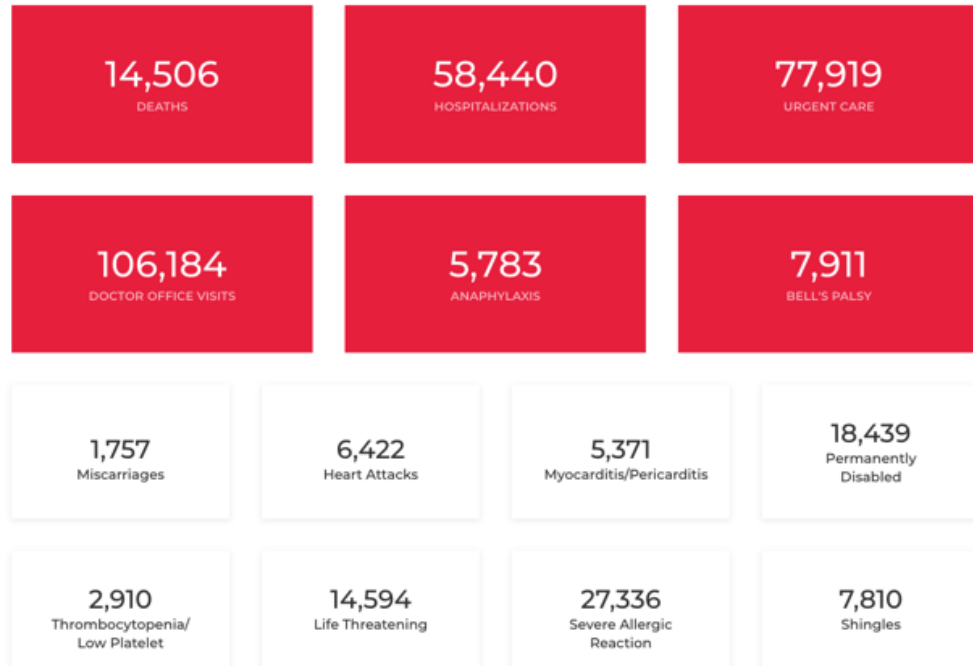 14,506
DEATHS
58,440
HOSPITALIZATIONS
77,919
URGENT CARE
106,184
DOCTOR OFFICE VISITS
5,783
ANAPHYLAXIS
7,911
BELL'S PALSY
1,757
Miscarriages
6,422
Heart Attacks
5,371
Myocarditis/Pericarditis
18,439
Permanently
Disabled
2,910
Thrombocytopenia/
Low Platelet
14,594
Life Threatening
27,336
Severe Allergic
Reaction
7,810
Shingles